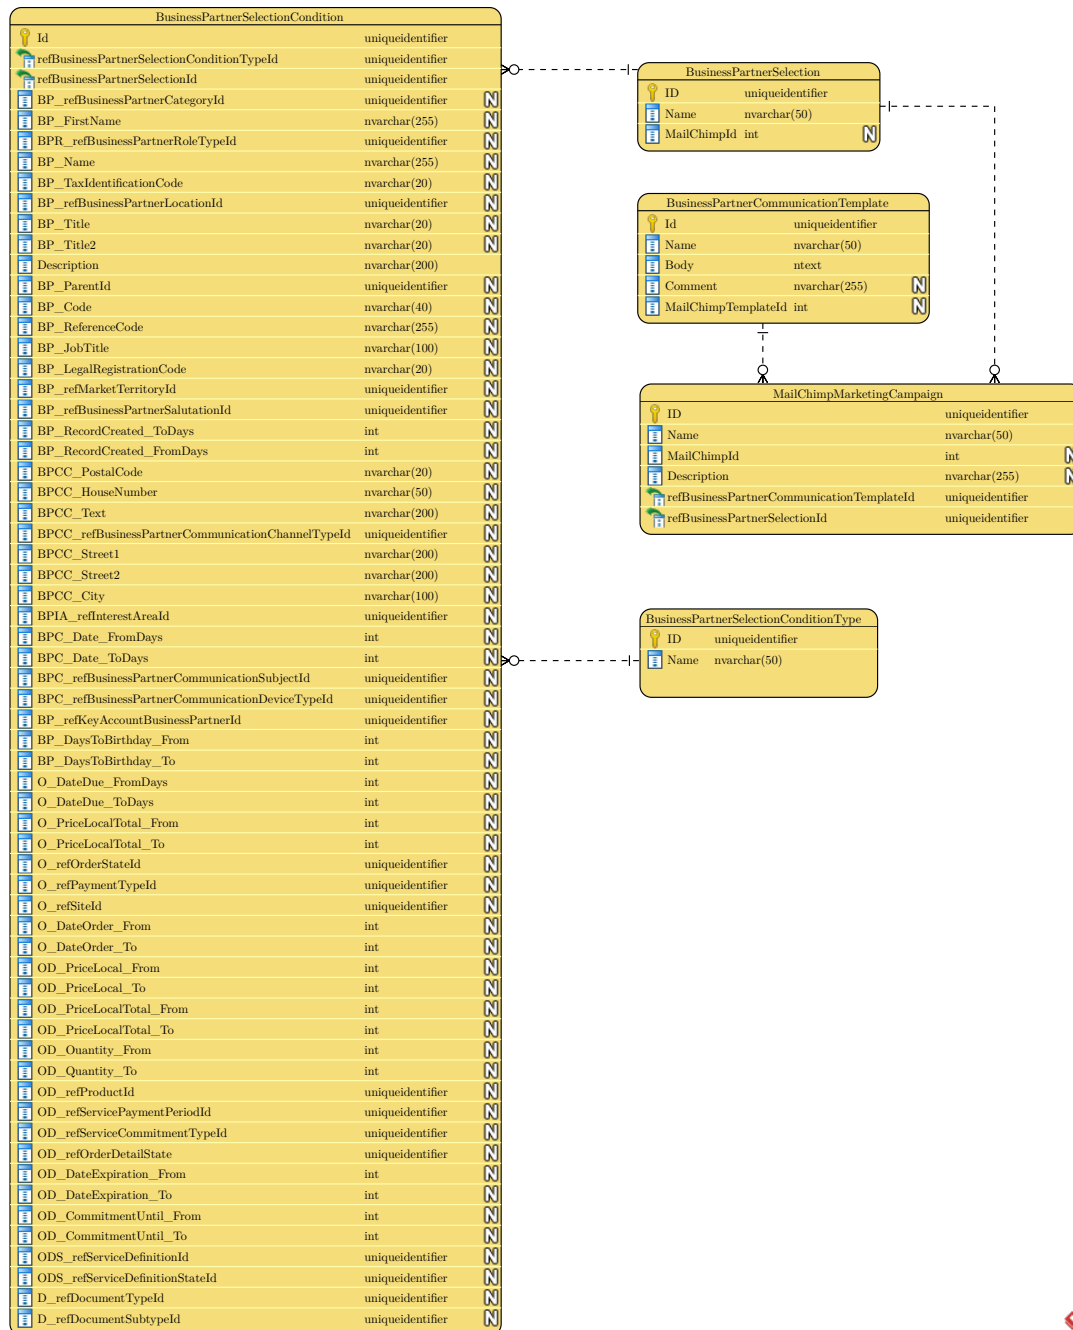 BusinessPartnerSelectionCondition
Id uniqueidentifier
refBusinessPartnerSelectionConditionTypeId uniqueidentifier
refBusinessPartnerSelectionId uniqueidentifier
BP_refBusinessPartnerCategoryId uniqueidentifier N
BP_FirstName nvarchar(255) N
BPR_refBusinessPartnerRoleTypeId uniqueidentifier N
BP_Name nvarchar(255) N
BP_TaxIdentificationCode nvarchar(20) N
BP_refBusinessPartnerLocationId uniqueidentifier N
BP_Title nvarchar(20) N
BP_Title2 nvarchar(20) N
Description nvarchar(200)
BP_ParentId uniqueidentifier N
BP_Code nvarchar(40) N
BP_ReferenceCode nvarchar(255) N
BP_JobTitle nvarchar(100) N
BP_LegalRegistrationCode nvarchar(20) N
BP_refMarketTerritoryId uniqueidentifier N
BP_refBusinessPartnerSalutationId uniqueidentifier N
BP_RecordCreated_ToDays int N
BP_RecordCreated_FromDays int N
BPCC_PostalCode nvarchar(20) N
BPCC_HouseNumber nvarchar(50) N
BPCC_Text nvarchar(200) N
BPCC_refBusinessPartnerCommunicationChannelTypeId uniqueidentifier N
BPCC_Street1 nvarchar(200) N
BPCC_Street2 nvarchar(200) N
BPCC_City nvarchar(100) N
BPIA_refInterestAreaId uniqueidentifier N
BPC_Date_FromDays int N
BPC_Date_ToDays int N
BPC_refBusinessPartnerCommunicationSubjectId uniqueidentifier N
BPC_refBusinessPartnerCommunicationDeviceTypeId uniqueidentifier N
BP_refKeyAccountBusinessPartnerId uniqueidentifier N
BP_DaysToBirthday_From int N
BP_DaysToBirthday_To int N
O_DateDue_FromDays int N
O_DateDue_ToDays int N
O_PriceLocalTotal_From int N
O_PriceLocalTotal_To int N
O_refOrderStateId uniqueidentifier N
O_refPaymentTypeId uniqueidentifier N
O_refSiteId uniqueidentifier N
O_DateOrder_From int N
O_DateOrder_To int N
OD_PriceLocal_From int N
OD_PriceLocal_To int N
OD_PriceLocalTotal_From int N
OD_PriceLocalTotal_To int N
OD_Ouantity_From int N
OD_Quantity_To int N
OD_refProductId uniqueidentifier N
OD_refServicePaymentPeriodId uniqueidentifier N
OD_refServiceCommitmentTypeId uniqueidentifier N
OD_refOrderDetailState uniqueidentifier N
OD_DateExpiration_From int N
OD_DateExpiration_To int N
OD_CommitmentUntil_From int N
OD_CommitmentUntil_To int N
ODS_refServiceDefinitionId uniqueidentifier N
ODS_refServiceDefinitionStateId uniqueidentifier N
D_refDocumentTypeId uniqueidentifier N
D_refDocumentSubtypeId uniqueidentifier N
BusinessPartnerSelection
ID uniqueidentifier
Name nvarchar(50)
MailChimpId int N
BusinessPartnerCommunicationTemplate
Id uniqueidentifier
Name nvarchar(50)
Body ntext
Comment nvarchar(255) N
MailChimpTemplateId int N
MailChimpMarketingCampaign
ID uniqueidentifier
Name nvarchar(50)
MailChimpId int N
Description nvarchar(255) N
refBusinessPartnerCommunicationTemplateId uniqueidentifier
refBusinessPartnerSelectionId uniqueidentifier
BusinessPartnerSelectionConditionType
ID uniqueidentifier
Name nvarchar(50)